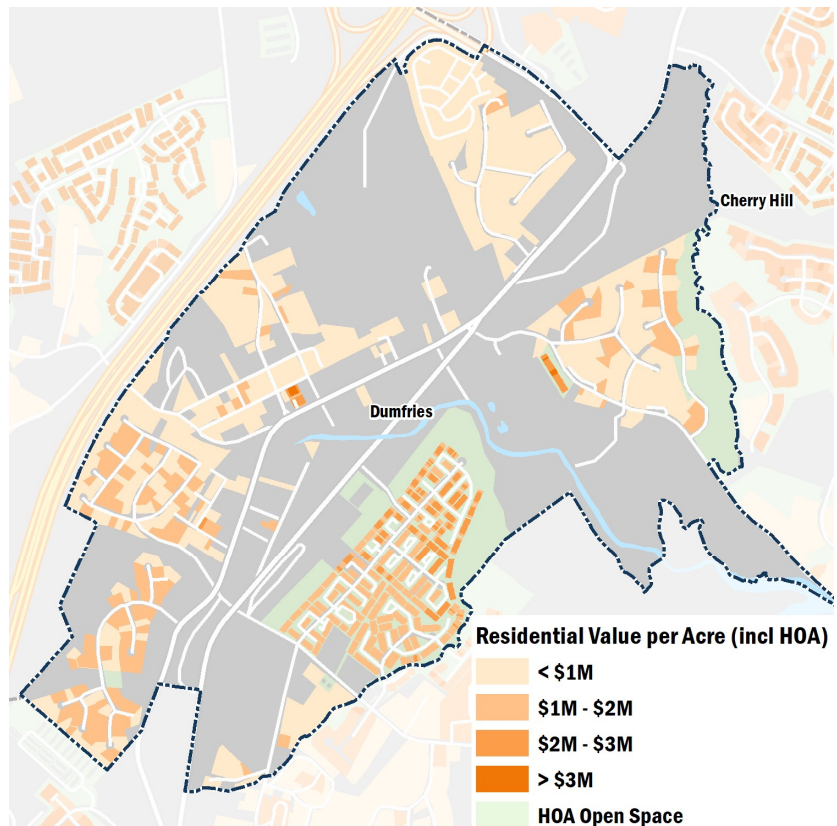 Cherry Hill
Dumfries
Residential Value per Acre (incl HOA)
< $1M
$1M - $2M
$2M - $3M
> $3M
HOA Open Space